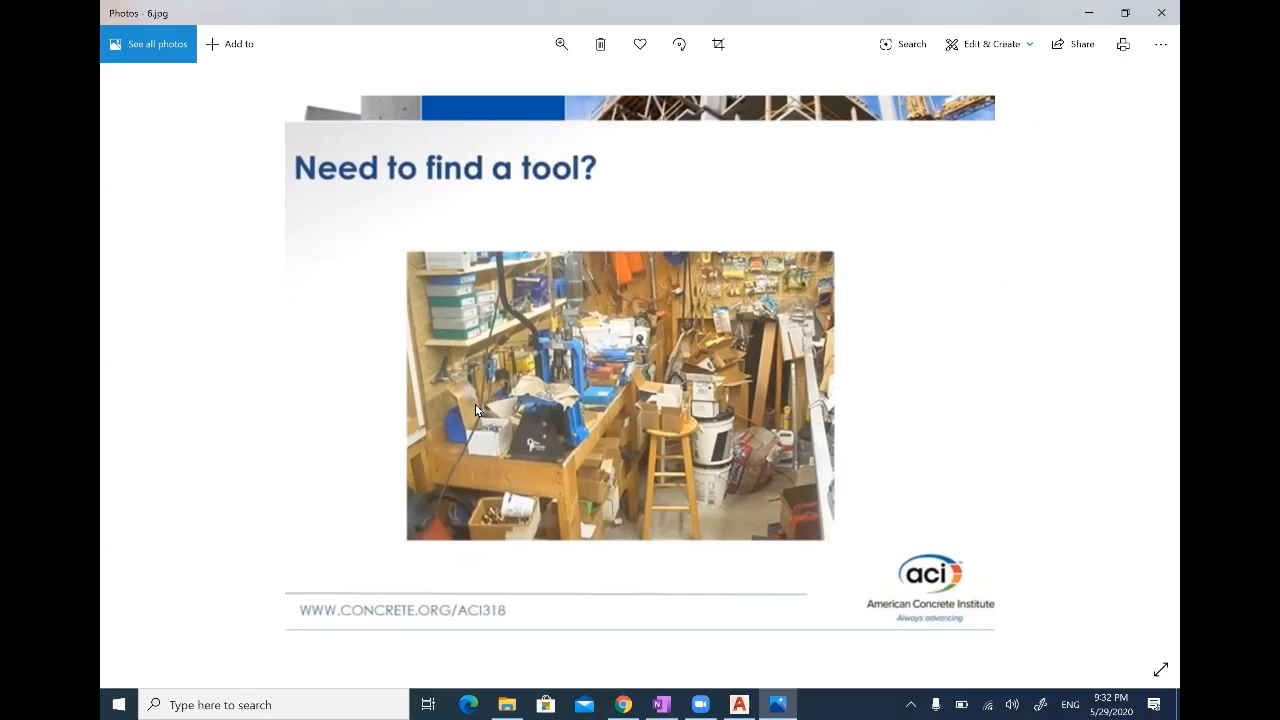 Photos - 6.jpg
See all photos
Add to
Search
Edit & Create
Share
Need to find a tool?
WWW.CONCRETE.ORG/ACI318
aci
American Concrete Institute
Always advancing
Type here to search
ENG
9:32 PM
5/29/2020